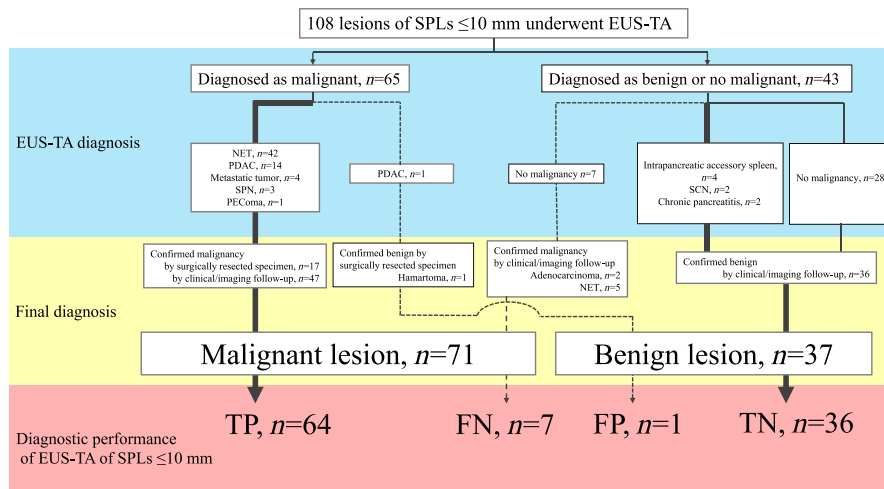 108 lesions of SPLs ≤10 mm underwent EUS-TA
Diagnosed as malignant, n=65
Diagnosed as benign or no malignant, n=43
EUS-TA diagnosis
NET, n=42
PDAC, n=14
Metastatic tumor, n=4
SPN, n=3
PEComa, n=1
PDAC, n=1
No malignancy n=7
Intrapancreatic accessory spleen,
n=4
SCN, n=2
Chronic pancreatitis, n=2
No malignancy, n=28
Final diagnosis
Confirmed malignancy
by surgically resected specimen, n=17
by clinical/imaging follow-up, n=47
Confirmed benign by
surgically resected specimen
Hamartoma, n=1
Confirmed malignancy
by clinical/imaging follow-up
Adenocarcinoma, n=2
NET, n=5
Confirmed benign
by clinical/imaging follow-up, n=36
Malignant lesion, n=71
Benign lesion, n=37
Diagnostic performance
of EUS-TA of SPLs ≤10 mm
TP, n=64
FN, n=7
FP, n=1
TN, n=36